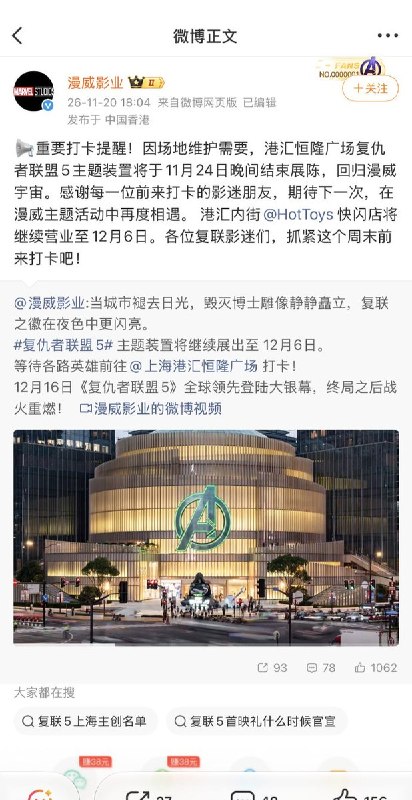 微博正文
FANS
NO.0000001
MARVEL STUDIOS
漫威影业
+关注
26-11-20 18:04 来自微博网页版 已编辑
发布于 中国香港
重要打卡提醒！因场地维护需要，港汇恒隆广场复仇
者联盟5主题装置将于11月24日晚间结束展陈，回归漫威
宇宙。感谢每一位前来打卡的影迷朋友，期待下一次，在
漫威主题活动中再度相遇。 港汇内街@HotToys 快闪店将
继续营业至12月6日。各位复联影迷们，抓紧这个周末前
来打卡吧！
@漫威影业:当城市褪去日光，毁灭博士雕像静静矗立，复联
之徽在夜色中更闪亮。
#复仇者联盟5# 主题装置将继续展出至 12月6日。
等待各路英雄前往@上海港汇恒隆广场 打卡！
12月16日《复仇者联盟5》全球领先登陆大银幕，终局之后战
火重燃！ 漫威影业的微博视频
93 78 1062
大家都在搜
复联5上海主创名单 复联5首映礼什么时候官宣
赚38元 赚38元